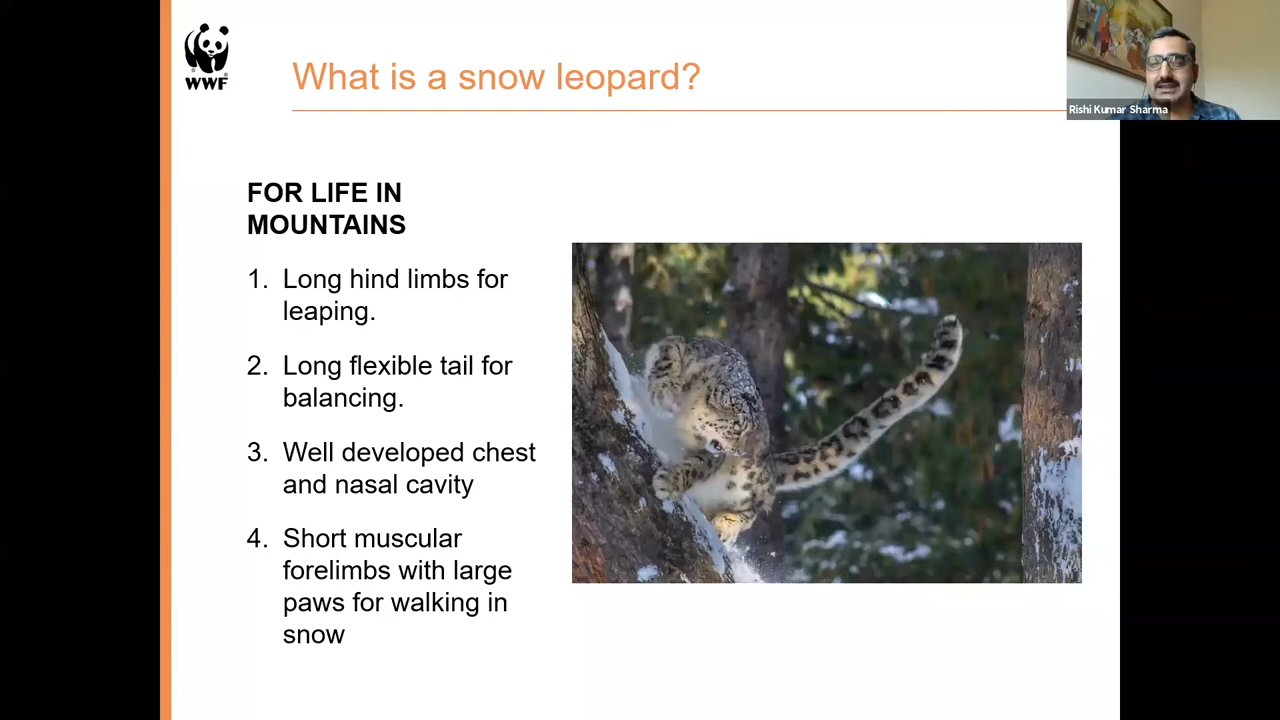 WWF
What is a snow leopard?
Rishi Kumar Sharma
FOR LIFE IN
MOUNTAINS
1. Long hind limbs for
leaping.
2. Long flexible tail for
balancing.
3. Well developed chest
and nasal cavity
4. Short muscular
forelimbs with large
paws for walking in
snow